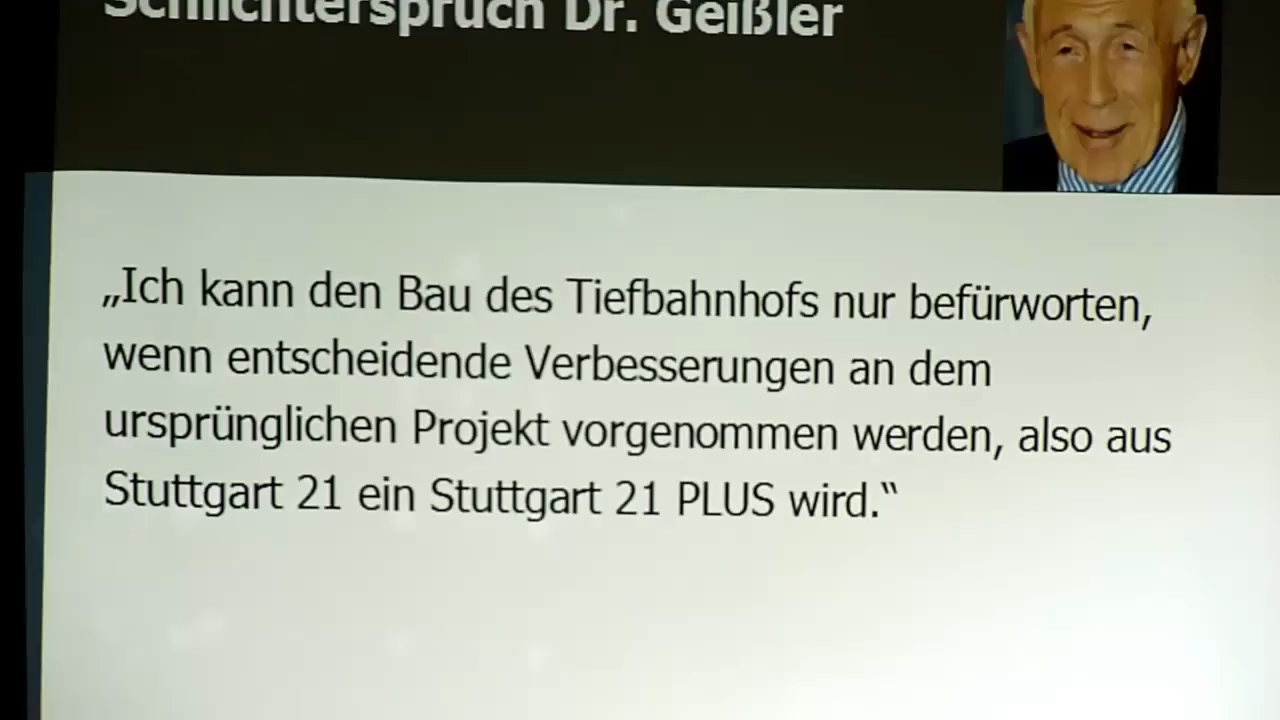 Schlichterspruch Dr. Geißler
„Ich kann den Bau des Tiefbahnhofs nur befürworten,
wenn entscheidende Verbesserungen an dem
ursprünglichen Projekt vorgenommen werden, also aus
Stuttgart 21 ein Stuttgart 21 PLUS wird.“